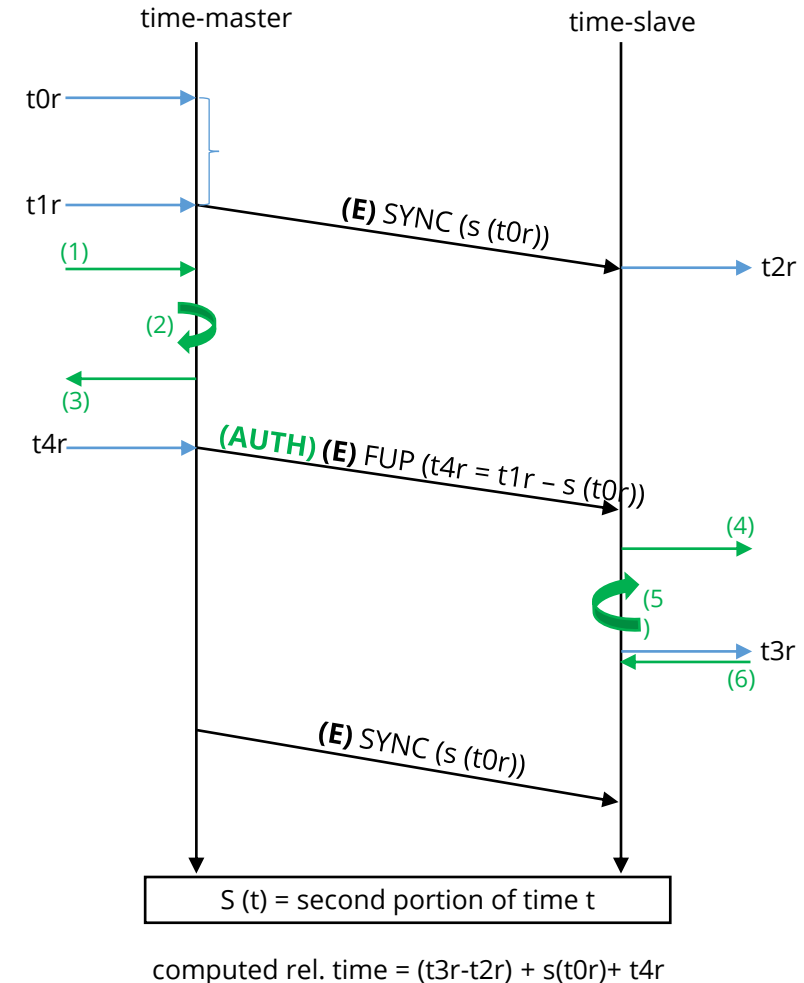 time-master
time-slave
t0r
t1r
(E) SYNC (s (t0r))
(1)
t2r
(2)
(3)
t4r
(AUTH) (E) FUP (t4r = t1r – s (t0r))
(4)
(5
)
t3r
(6)
(E) SYNC (s (t0r))
S (t) = second portion of time t
computed rel. time = (t3r-t2r) + s(t0r)+ t4r